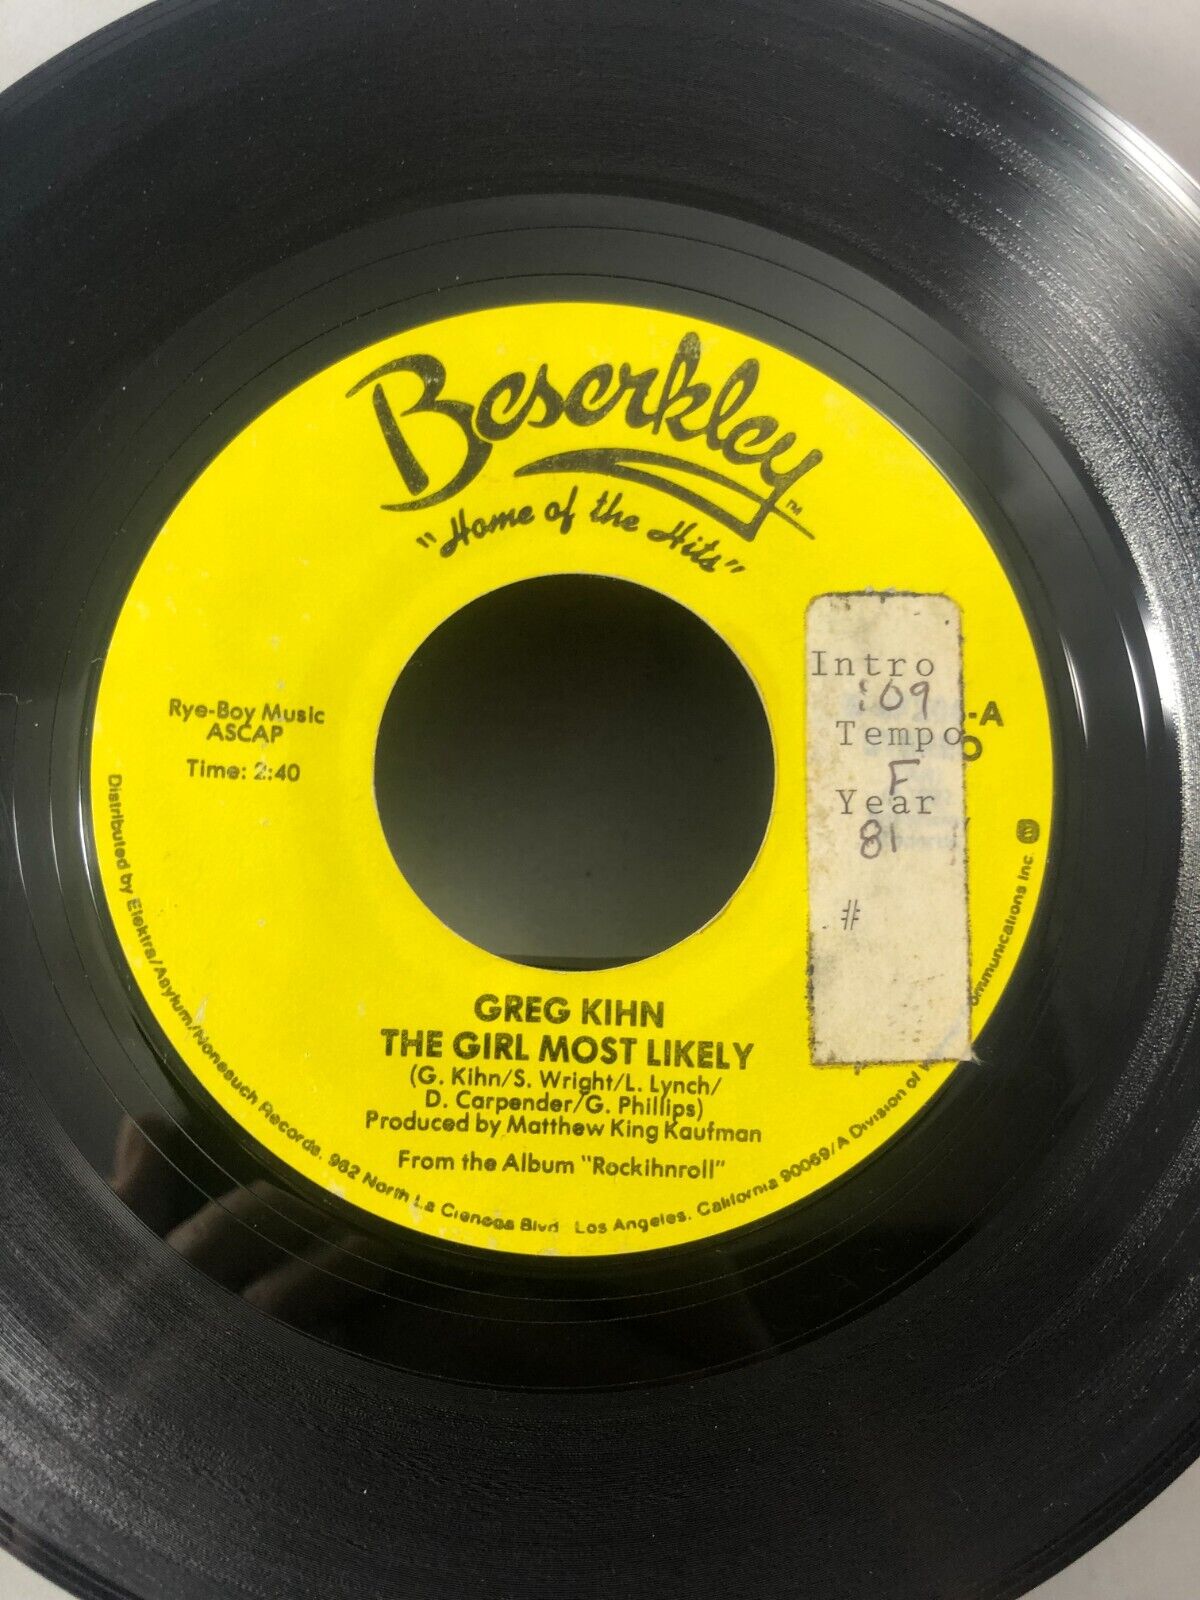 Beserkley™
"Home of the Hits"
Rye-Boy Music
ASCAP
Time: 2:40
Intro
:09
Tempo
F
Year
81
#
-A
GREG KIHN
THE GIRL MOST LIKELY
(G. Kihn/S. Wright/L. Lynch/
D. Carpender/G. Phillips)
Produced by Matthew King Kaufman
From the Album "Rockihnroll"
Distributed by Elektra/Asylum/Nonesuch Records, 962 North La Cienega Blvd. Los Angeles, California 90069/A Division of W ommunications Inc.